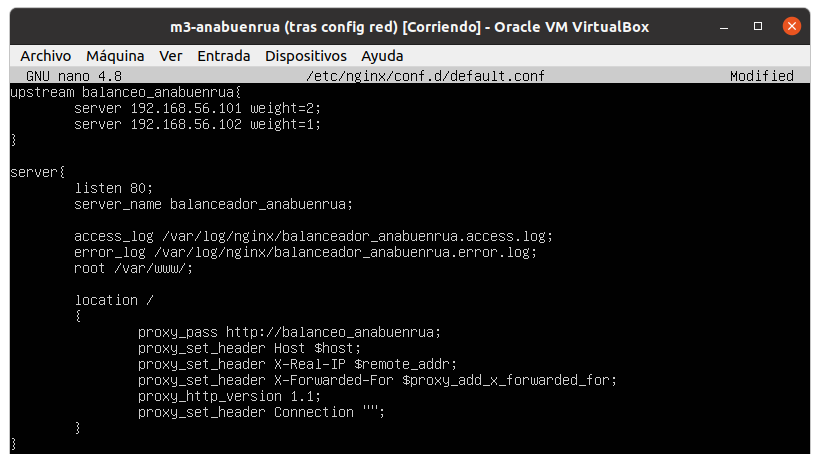 m3-anabuenrua (tras config red) [Corriendo] - Oracle VM VirtualBox
Archivo Máquina Ver Entrada Dispositivos Ayuda
GNU nano 4.8 /etc/nginx/conf.d/default.conf Modified
upstream balanceo_anabuenrua{
        server 192.168.56.101 weight=2;
        server 192.168.56.102 weight=1;
}

server{
        listen 80;
        server_name balanceador_anabuenrua;

        access_log /var/log/nginx/balanceador_anabuenrua.access.log;
        error_log /var/log/nginx/balanceador_anabuenrua.error.log;
        root /var/www/;

        location /
        {
                proxy_pass http://balanceo_anabuenrua;
                proxy_set_header Host $host;
                proxy_set_header X-Real-IP $remote_addr;
                proxy_set_header X-Forwarded-For $proxy_add_x_forwarded_for;
                proxy_http_version 1.1;
                proxy_set_header Connection "";
        }
}